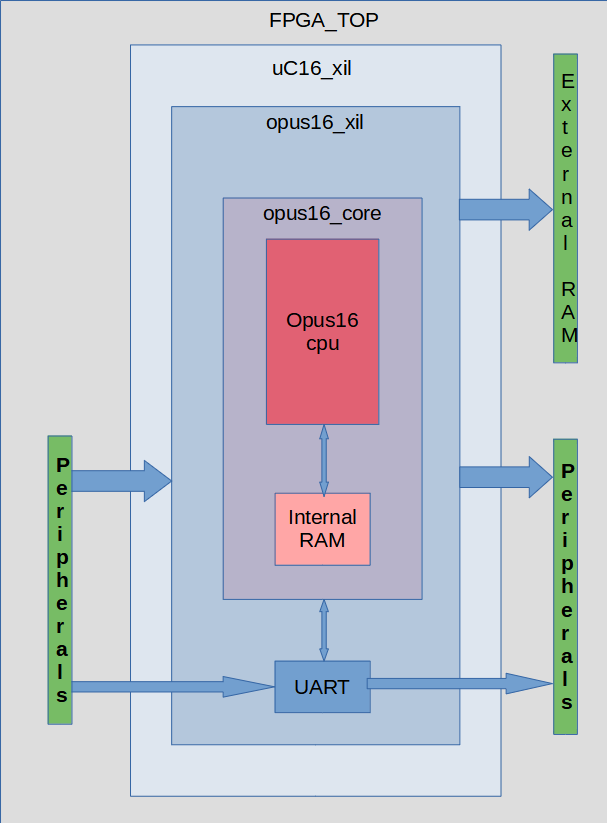 FPGA_TOP
uC16_xil
opus16_xil
opus16_core
Opus16
cpu
Internal
RAM
UART
External RAM
Peripherals
Peripherals